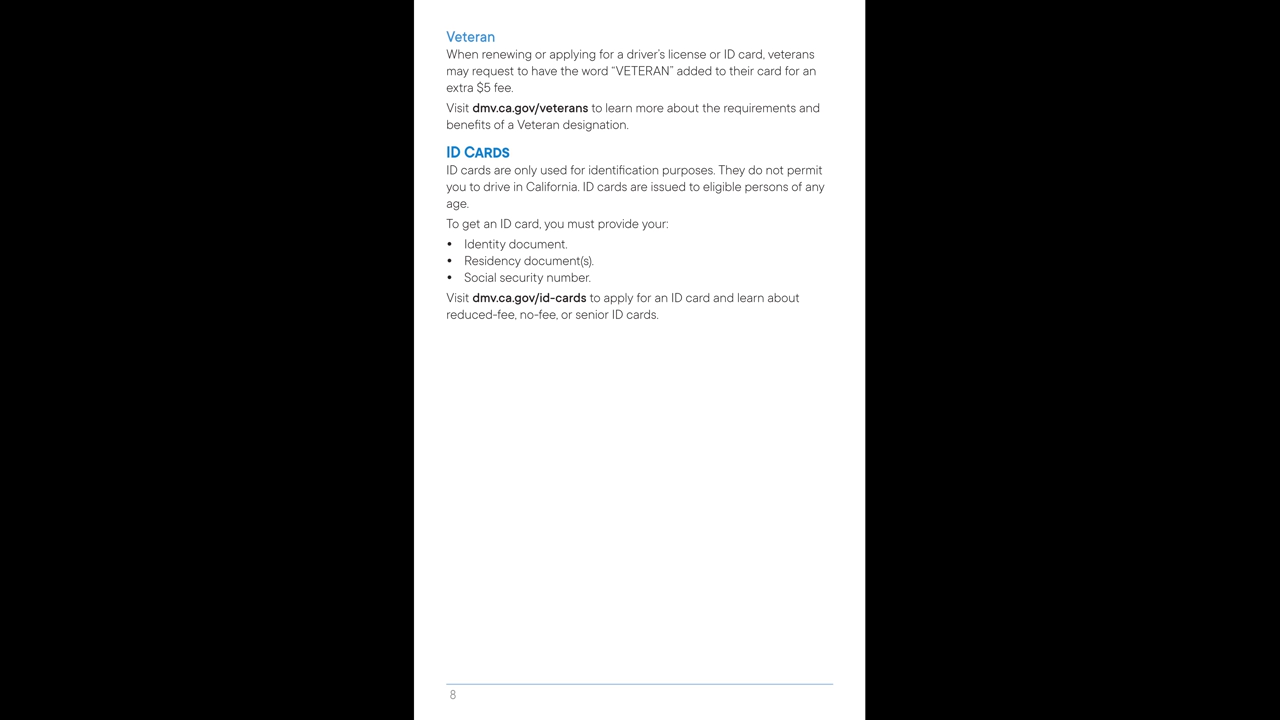 Veteran
When renewing or applying for a driver's license or ID card, veterans
may request to have the word “VETERAN” added to their card for an
extra $5 fee.
Visit dmv.ca.gov/veterans to learn more about the requirements and
benefits of a Veteran designation.
ID CARDS
ID cards are only used for identification purposes. They do not permit
you to drive in California. ID cards are issued to eligible persons of any
age.
To get an ID card, you must provide your:
• Identity document.
• Residency document(s).
• Social security number.
Visit dmv.ca.gov/id-cards to apply for an ID card and learn about
reduced-fee, no-fee, or senior ID cards.
8